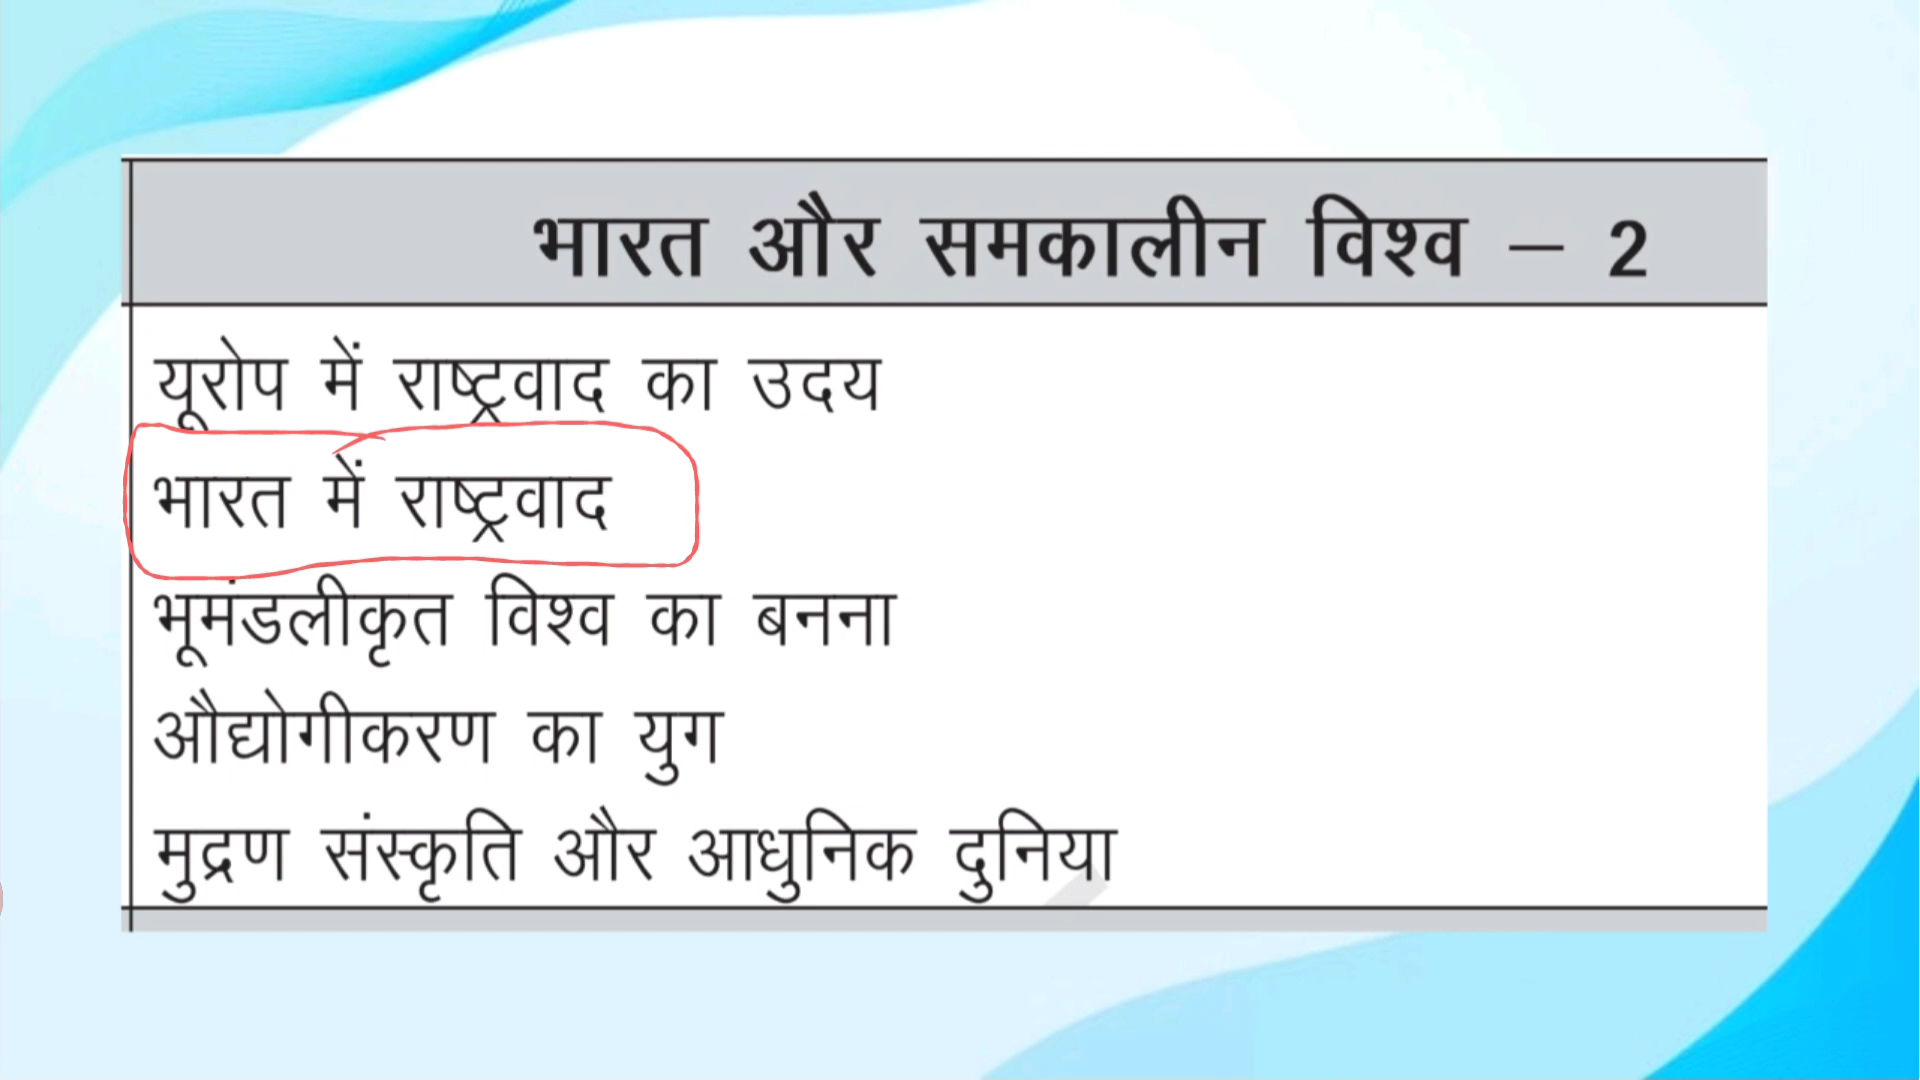 भारत और समकालीन विश्व – 2
यूरोप में राष्ट्रवाद का उदय
भारत में राष्ट्रवाद
भूमंडलीकृत विश्व का बनना
औद्योगीकरण का युग
मुद्रण संस्कृति और आधुनिक दुनिया